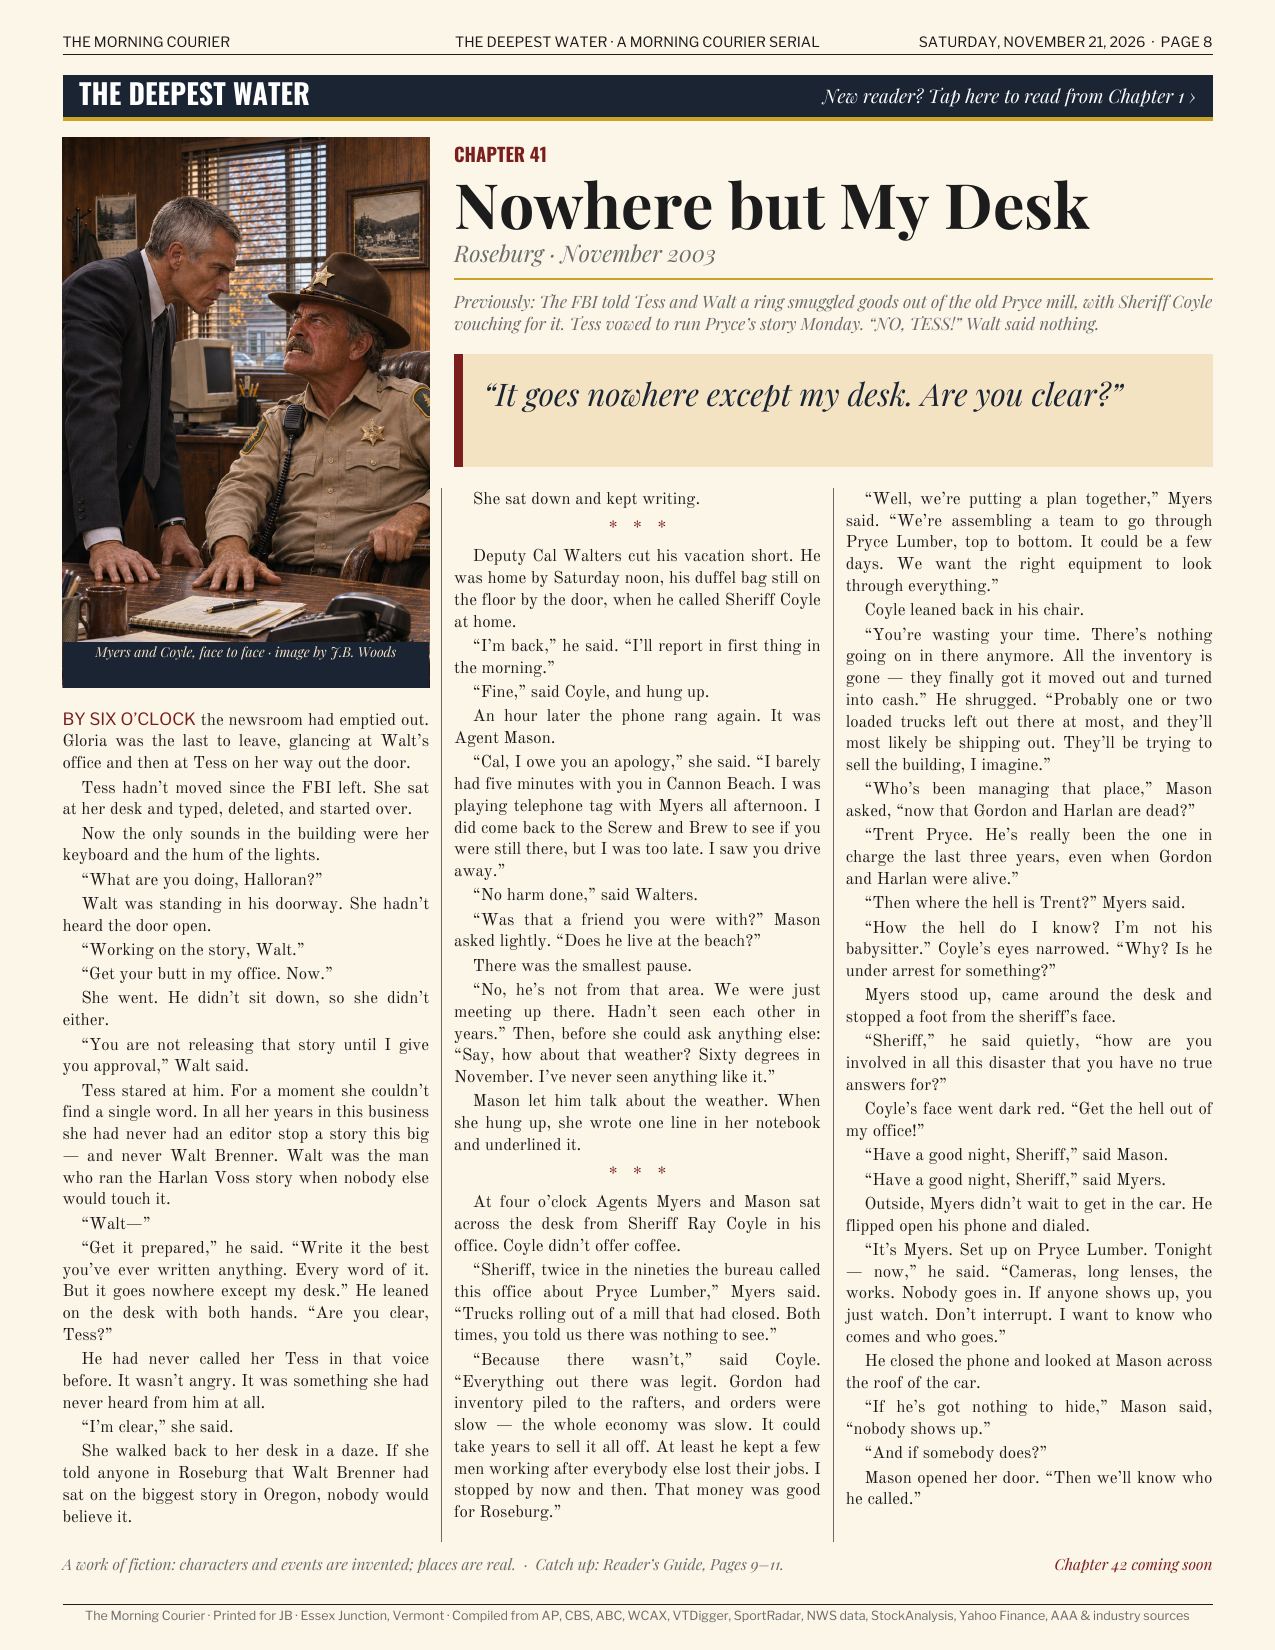 THE MORNING COURIER
THE DEEPEST WATER · A MORNING COURIER SERIAL
SATURDAY, NOVEMBER 21, 2026 · PAGE 8
THE DEEPEST WATER
New reader? Tap here to read from Chapter 1 ›
CHAPTER 41
Nowhere but My Desk
Roseburg · November 2003
Previously: The FBI told Tess and Walt a ring smuggled goods out of the old Pryce mill, with Sheriff Coyle
vouching for it. Tess vowed to run Pryce’s story Monday. “NO, TESS!” Walt said nothing.
“It goes nowhere except my desk. Are you clear?”
Myers and Coyle, face to face · image by J.B. Woods
BY SIX O’CLOCK the newsroom had emptied out.
Gloria was the last to leave, glancing at Walt’s
office and then at Tess on her way out the door.
Tess hadn’t moved since the FBI left. She sat
at her desk and typed, deleted, and started over.
Now the only sounds in the building were her
keyboard and the hum of the lights.
“What are you doing, Halloran?”
Walt was standing in his doorway. She hadn’t
heard the door open.
“Working on the story, Walt.”
“Get your butt in my office. Now.”
She went. He didn’t sit down, so she didn’t
either.
“You are not releasing that story until I give
you approval,” Walt said.
Tess stared at him. For a moment she couldn’t
find a single word. In all her years in this business
she had never had an editor stop a story this big
— and never Walt Brenner. Walt was the man
who ran the Harlan Voss story when nobody else
would touch it.
“Walt—”
“Get it prepared,” he said. “Write it the best
you’ve ever written anything. Every word of it.
But it goes nowhere except my desk.” He leaned
on the desk with both hands. “Are you clear,
Tess?”
He had never called her Tess in that voice
before. It wasn’t angry. It was something she had
never heard from him at all.
“I’m clear,” she said.
She walked back to her desk in a daze. If she
told anyone in Roseburg that Walt Brenner had
sat on the biggest story in Oregon, nobody would
believe it.
She sat down and kept writing.
* * *
Deputy Cal Walters cut his vacation short. He
was home by Saturday noon, his duffel bag still on
the floor by the door, when he called Sheriff Coyle
at home.
“I’m back,” he said. “I’ll report in first thing in
the morning.”
“Fine,” said Coyle, and hung up.
An hour later the phone rang again. It was
Agent Mason.
“Cal, I owe you an apology,” she said. “I barely
had five minutes with you in Cannon Beach. I was
playing telephone tag with Myers all afternoon. I
did come back to the Screw and Brew to see if you
were still there, but I was too late. I saw you drive
away.”
“No harm done,” said Walters.
“Was that a friend you were with?” Mason
asked lightly. “Does he live at the beach?”
There was the smallest pause.
“No, he’s not from that area. We were just
meeting up there. Hadn’t seen each other in
years.” Then, before she could ask anything else:
“Say, how about that weather? Sixty degrees in
November. I’ve never seen anything like it.”
Mason let him talk about the weather. When
she hung up, she wrote one line in her notebook
and underlined it.
* * *
At four o’clock Agents Myers and Mason sat
across the desk from Sheriff Ray Coyle in his
office. Coyle didn’t offer coffee.
“Sheriff, twice in the nineties the bureau called
this office about Pryce Lumber,” Myers said.
“Trucks rolling out of a mill that had closed. Both
times, you told us there was nothing to see.”
“Because there wasn’t,” said Coyle.
“Everything out there was legit. Gordon had
inventory piled to the rafters, and orders were
slow — the whole economy was slow. It could
take years to sell it all off. At least he kept a few
men working after everybody else lost their jobs. I
stopped by now and then. That money was good
for Roseburg.”
“Well, we’re putting a plan together,” Myers
said. “We’re assembling a team to go through
Pryce Lumber, top to bottom. It could be a few
days. We want the right equipment to look
through everything.”
Coyle leaned back in his chair.
“You’re wasting your time. There’s nothing
going on in there anymore. All the inventory is
gone — they finally got it moved out and turned
into cash.” He shrugged. “Probably one or two
loaded trucks left out there at most, and they’ll
most likely be shipping out. They’ll be trying to
sell the building, I imagine.”
“Who’s been managing that place,” Mason
asked, “now that Gordon and Harlan are dead?”
“Trent Pryce. He’s really been the one in
charge the last three years, even when Gordon
and Harlan were alive.”
“Then where the hell is Trent?” Myers said.
“How the hell do I know? I’m not his
babysitter.” Coyle’s eyes narrowed. “Why? Is he
under arrest for something?”
Myers stood up, came around the desk and
stopped a foot from the sheriff’s face.
“Sheriff,” he said quietly, “how are you
involved in all this disaster that you have no true
answers for?”
Coyle’s face went dark red. “Get the hell out of
my office!”
“Have a good night, Sheriff,” said Mason.
“Have a good night, Sheriff,” said Myers.
Outside, Myers didn’t wait to get in the car. He
flipped open his phone and dialed.
“It’s Myers. Set up on Pryce Lumber. Tonight
— now,” he said. “Cameras, long lenses, the
works. Nobody goes in. If anyone shows up, you
just watch. Don’t interrupt. I want to know who
comes and who goes.”
He closed the phone and looked at Mason across
the roof of the car.
“If he’s got nothing to hide,” Mason said,
“nobody shows up.”
“And if somebody does?”
Mason opened her door. “Then we’ll know who
he called.”
A work of fiction: characters and events are invented; places are real. · Catch up: Reader’s Guide, Pages 9–11.
Chapter 42 coming soon
The Morning Courier · Printed for JB · Essex Junction, Vermont · Compiled from AP, CBS, ABC, WCAX, VTDigger, SportRadar, NWS data, StockAnalysis, Yahoo Finance, AAA & industry sources